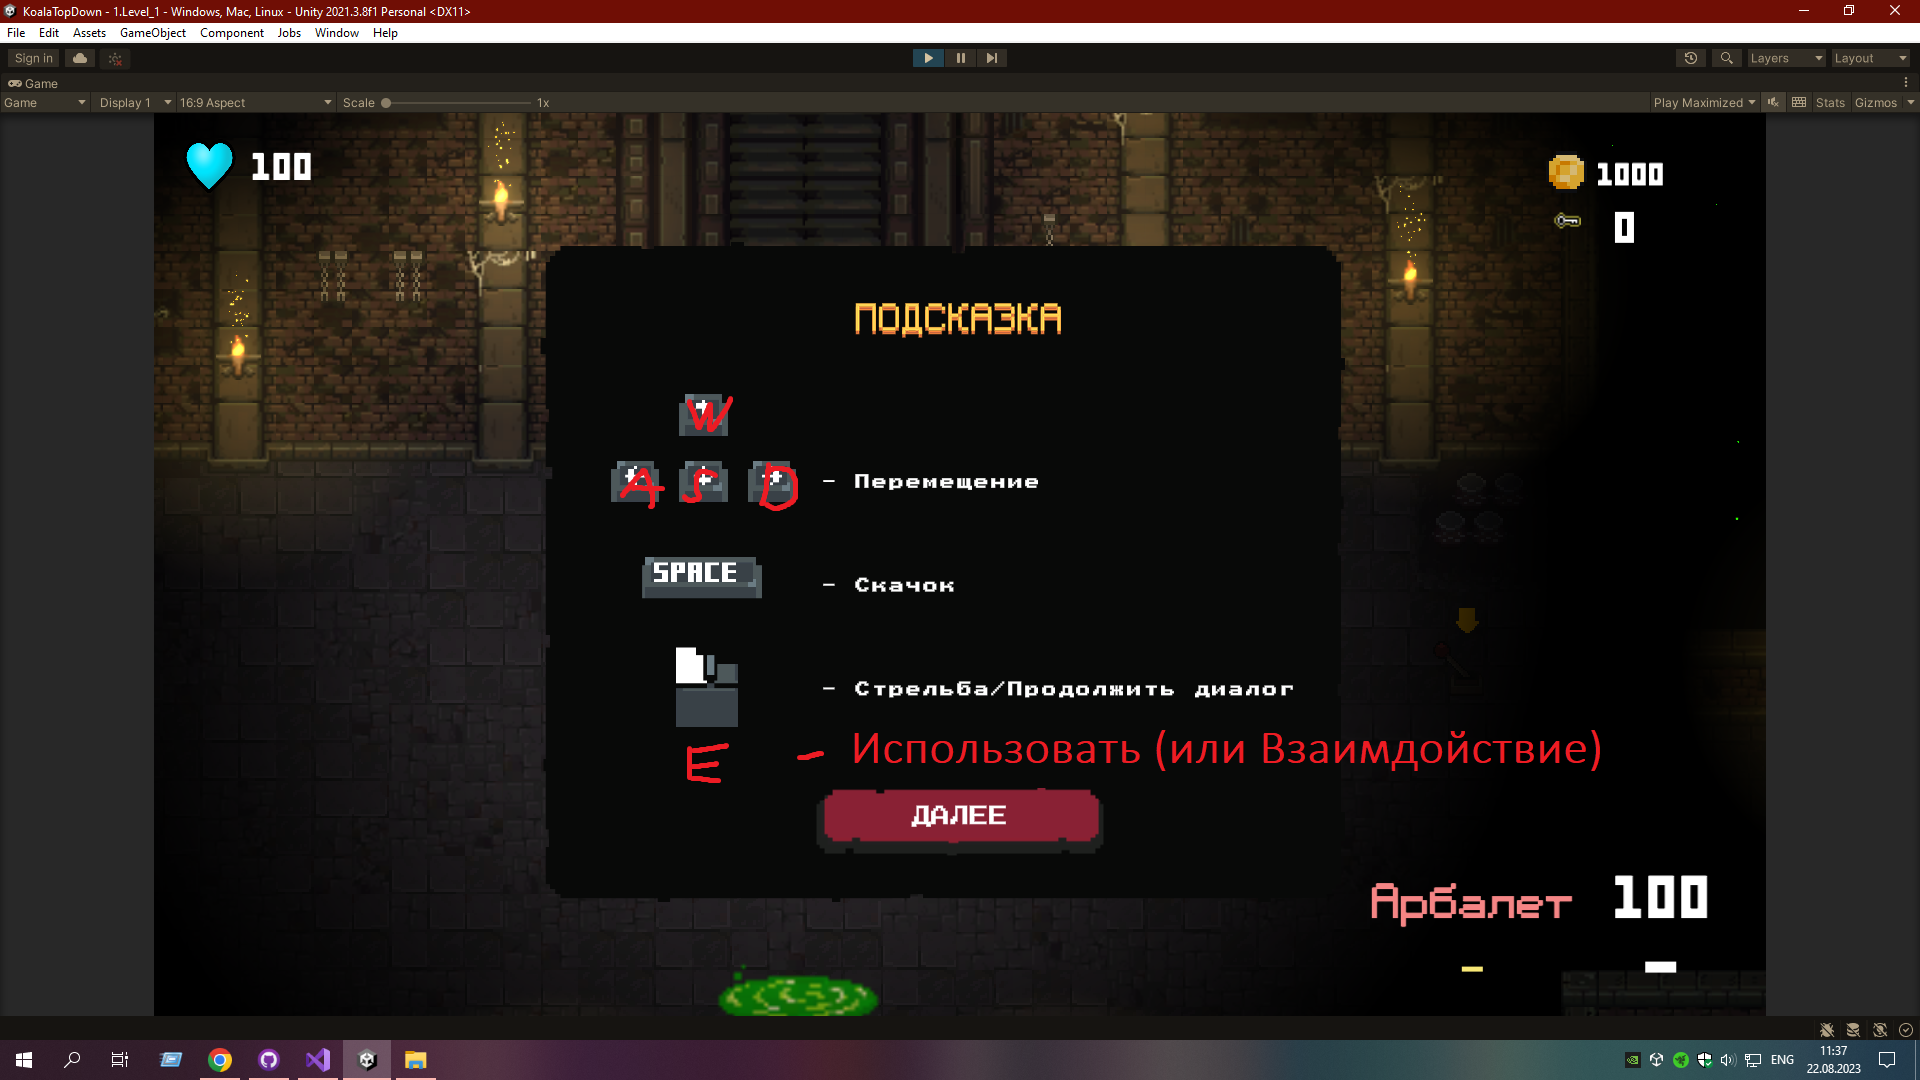 KoalaTopDown - 1.Level_1 - Windows, Mac, Linux - Unity 2021.3.8f1 Personal <DX11>
File Edit Assets GameObject Component Jobs Window Help
Sign in Layers Layout
Game
Game Display 1 16:9 Aspect Scale 1x Play Maximized Stats Gizmos
100
1000
0
ПОДСКАЗКА
W
A S D - Перемещение
SPACE - Скачок
- Стрельба/Продолжить диалог
E - Использовать (или Взаимдойствие)
ДАЛЕЕ
Арбалет 100
ENG 11:37
22.08.2023